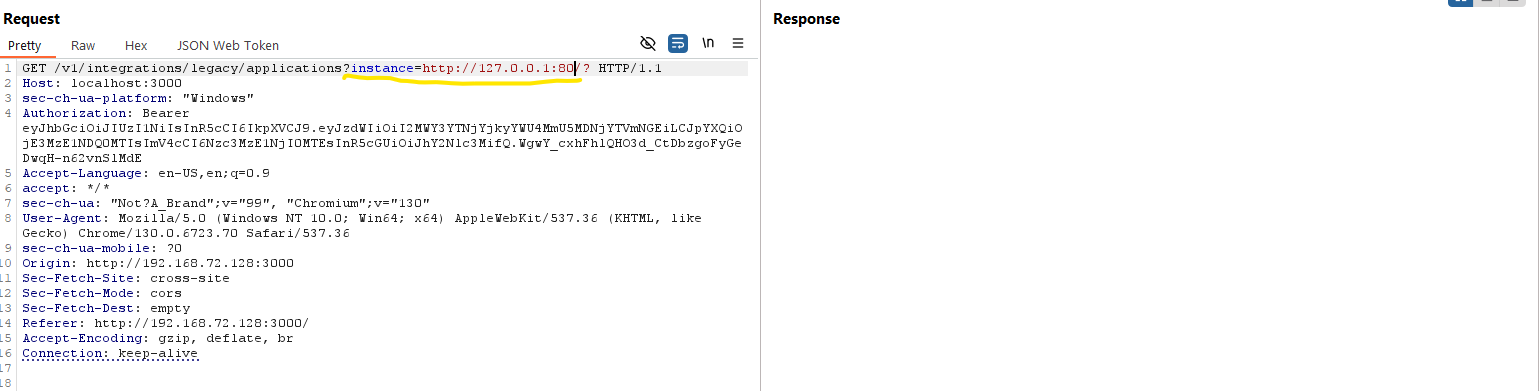 Request
Response
Pretty Raw Hex JSON Web Token
\n
1 GET /v1/integrations/legacy/applications?instance=http://127.0.0.1:80/? HTTP/1.1
2 Host: localhost:3000
3 sec-ch-ua-platform: "Windows"
4 Authorization: Bearer
eyJhbGciOiJIUzI1NiIsInR5cCI6IkpXVCJ9.eyJzdWIiOiI2MWY3YTNjYjkyYWU4MmU5MDNjYTVmNGEiLCJpYXQiO
jE3MzE1NDQ0MTIsImV4cCI6Nzc3MzE1NjI0MTEsInR5cGUiOiJhY2Nlc3MifQ.WgwY_cxhFhlQHO3d_CtDbzgoFyGe
DwqH-n62vnSlMdE
5 Accept-Language: en-US,en;q=0.9
6 accept: */*
7 sec-ch-ua: "Not?A_Brand";v="99", "Chromium";v="130"
8 User-Agent: Mozilla/5.0 (Windows NT 10.0; Win64; x64) AppleWebKit/537.36 (KHTML, like
Gecko) Chrome/130.0.6723.70 Safari/537.36
9 sec-ch-ua-mobile: ?0
10 Origin: http://192.168.72.128:3000
11 Sec-Fetch-Site: cross-site
12 Sec-Fetch-Mode: cors
13 Sec-Fetch-Dest: empty
14 Referer: http://192.168.72.128:3000/
15 Accept-Encoding: gzip, deflate, br
16 Connection: keep-alive
17
18